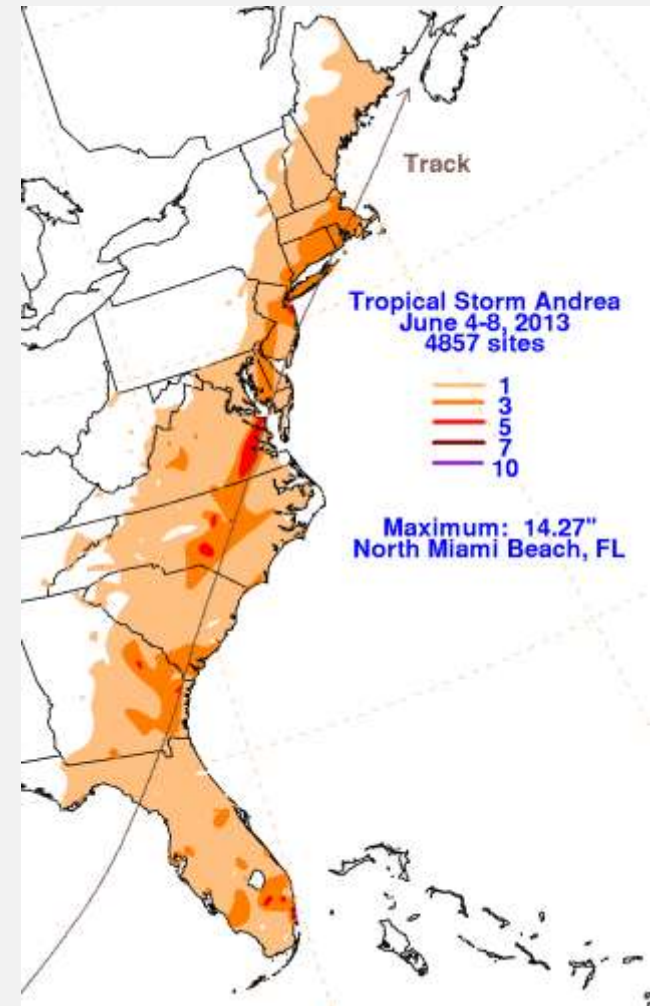 Track
Tropical Storm Andrea
June 4-8, 2013
4857 sites
1
3
5
7
10
Maximum: 14.27"
North Miami Beach, FL